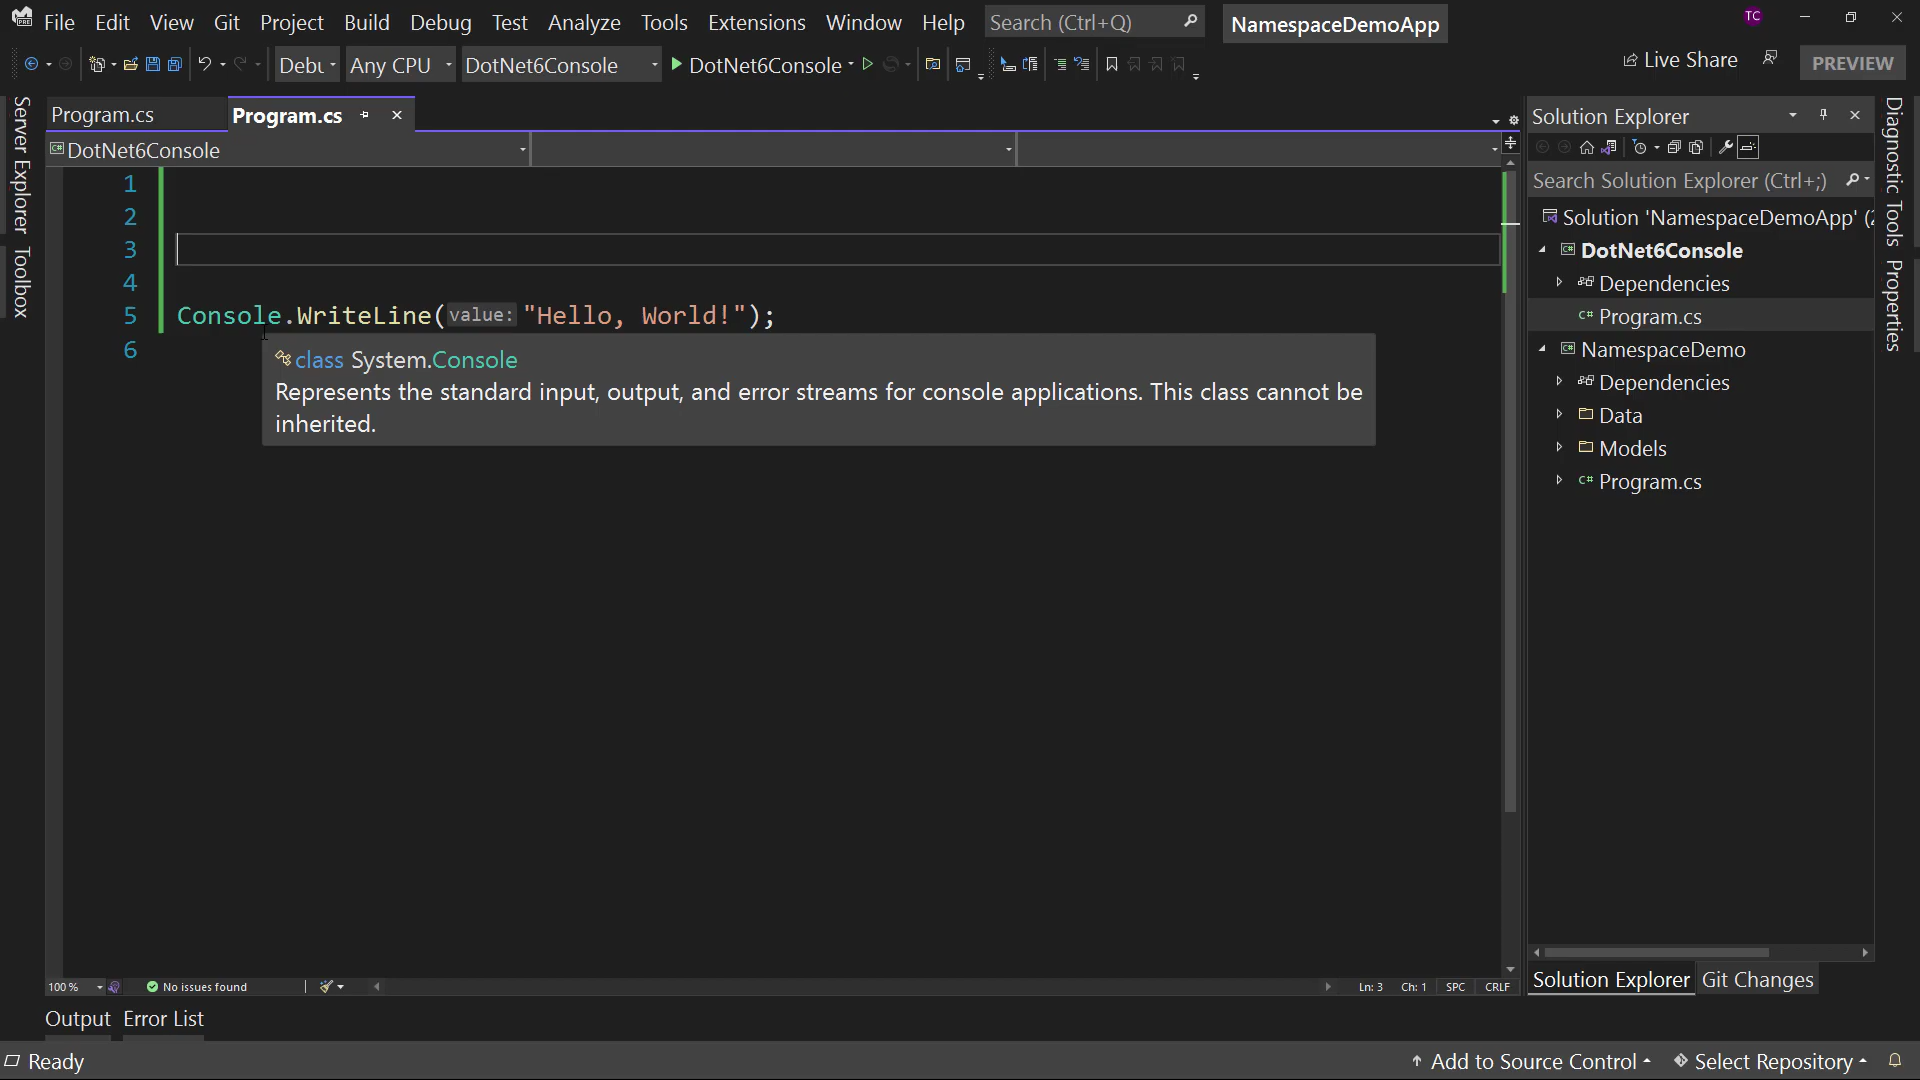 File Edit View Git Project Build Debug Test Analyze Tools Extensions Window Help Search (Ctrl+Q) NamespaceDemoApp TC
Debu Any CPU DotNet6Console DotNet6Console Live Share PREVIEW
Server Explorer
Toolbox
Program.cs Program.cs
DotNet6Console
1
2
3
4
5 Console.WriteLine(value: "Hello, World!");
6
class System.Console
Represents the standard input, output, and error streams for console applications. This class cannot be
inherited.
100 % No issues found Ln: 3 Ch: 1 SPC CRLF
Solution Explorer
Search Solution Explorer (Ctrl+;)
Solution 'NamespaceDemoApp' (2
C# DotNet6Console
Dependencies
C# Program.cs
C# NamespaceDemo
Dependencies
Data
Models
C# Program.cs
Solution Explorer Git Changes
Diagnostic Tools
Properties
Output Error List
Ready Add to Source Control Select Repository